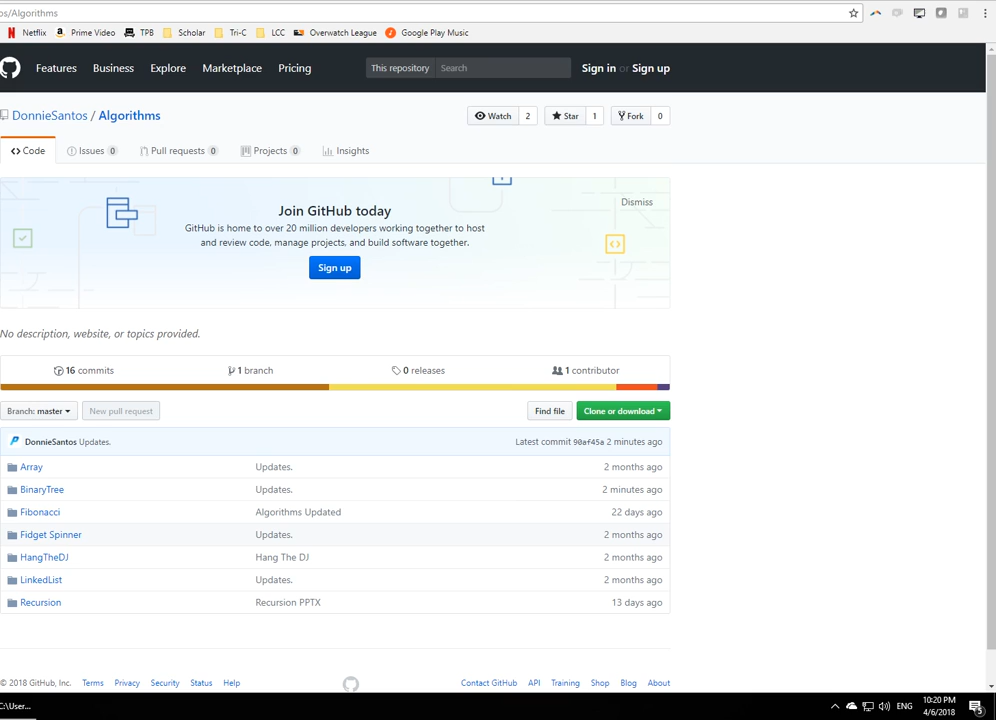 os/Algorithms
Netflix Prime Video TPB Scholar Tri-C LCC Overwatch League Google Play Music
Features Business Explore Marketplace Pricing This repository Search Sign in or Sign up
DonnieSantos / Algorithms Watch 2 Star 1 Fork 0
Code Issues 0 Pull requests 0 Projects 0 Insights
Join GitHub today
Dismiss
GitHub is home to over 20 million developers working together to host
and review code, manage projects, and build software together.
Sign up
No description, website, or topics provided.
16 commits 1 branch 0 releases 1 contributor
Branch: master New pull request Find file Clone or download
DonnieSantos Updates. Latest commit 90af45a 2 minutes ago
Array Updates. 2 months ago
BinaryTree Updates. 2 minutes ago
Fibonacci Algorithms Updated 22 days ago
Fidget Spinner Updates. 2 months ago
HangTheDJ Hang The DJ 2 months ago
LinkedList Updates. 2 months ago
Recursion Recursion PPTX 13 days ago
© 2018 GitHub, Inc. Terms Privacy Security Status Help Contact GitHub API Training Shop Blog About
C:\User... ENG 10:20 PM
4/6/2018 5